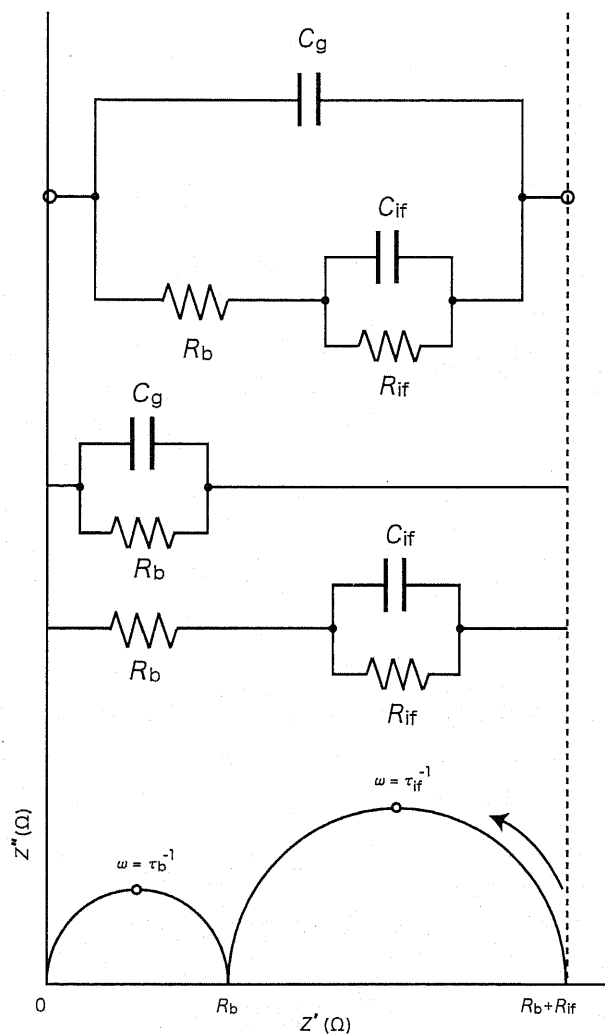 Cg
Cif
Rb
Rif
Cg
Rb
Cif
Rb
Rif
ω = τif⁻¹
ω = τb⁻¹
Z″(Ω)
0 Rb Rb+Rif
Z′(Ω)